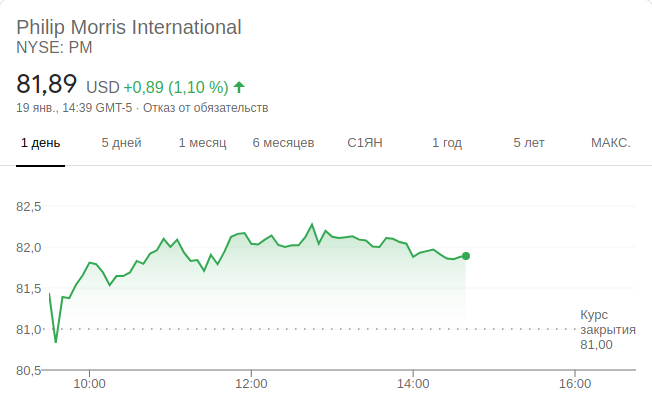 Philip Morris International
NYSE: PM
81,89 USD +0,89 (1,10 %)
19 янв., 14:39 GMT-5 · Отказ от обязательств
1 день 5 дней 1 месяц 6 месяцев С1ЯН 1 год 5 лет МАКС.
82,5
82,0
81,5
Курс
81,0 закрытия
81,00
80,5
10:00 12:00 14:00 16:00